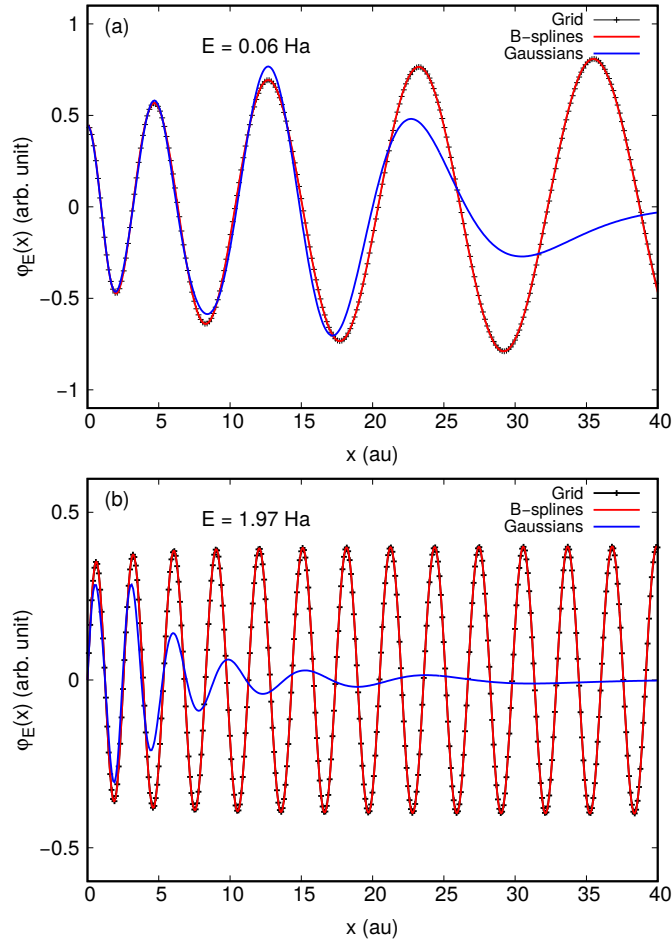 (a)
E = 0.06 Ha
Grid
B-splines
Gaussians
1
0.5
0
-0.5
-1
φE(x) (arb. unit)
0 5 10 15 20 25 30 35 40
x (au)
(b)
E = 1.97 Ha
Grid
B-splines
Gaussians
0.5
0
-0.5
φE(x) (arb. unit)
0 5 10 15 20 25 30 35 40
x (au)